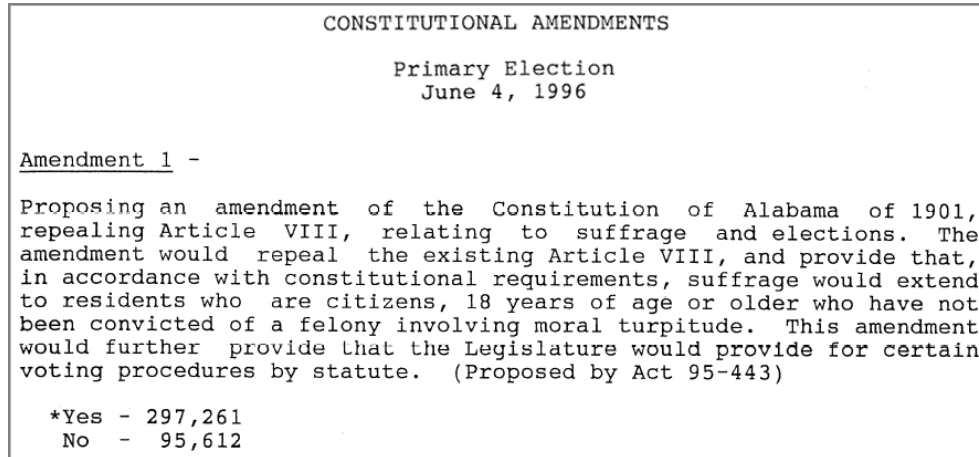 CONSTITUTIONAL AMENDMENTS
Primary Election
June 4, 1996
Amendment 1 -
Proposing an amendment of the Constitution of Alabama of 1901,
repealing Article VIII, relating to suffrage and elections. The
amendment would repeal the existing Article VIII, and provide that,
in accordance with constitutional requirements, suffrage would extend
to residents who are citizens, 18 years of age or older who have not
been convicted of a felony involving moral turpitude. This amendment
would further provide that the Legislature would provide for certain
voting procedures by statute. (Proposed by Act 95-443)
*Yes - 297,261
No - 95,612